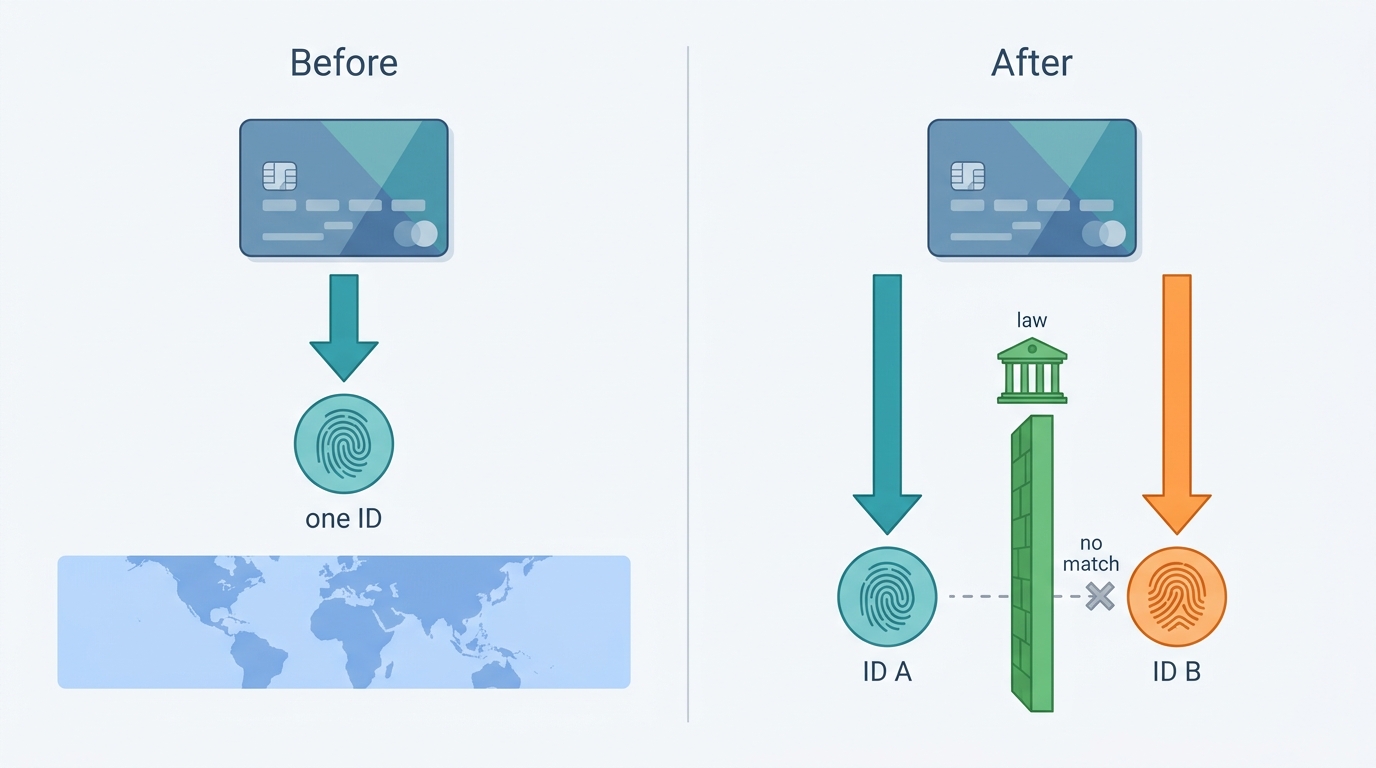 Before
one ID
After
law
no
match
ID A
ID B